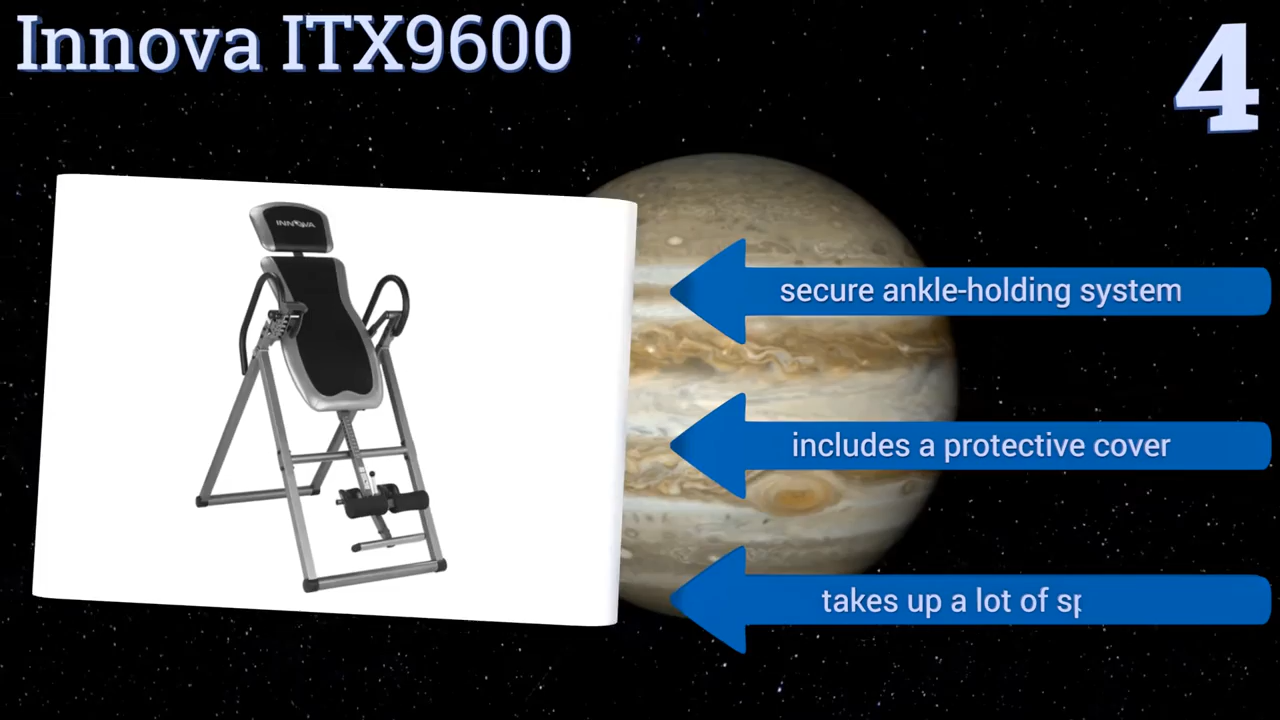 Innova ITX9600
4
INNOVA
secure ankle-holding system
includes a protective cover
takes up a lot of sp